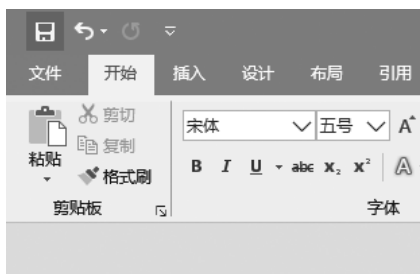 文件 开始 插入 设计 布局 引用
剪切
复制
粘贴
格式刷
剪贴板
宋体 五号 A
B I U abc X₂ X² A
字体